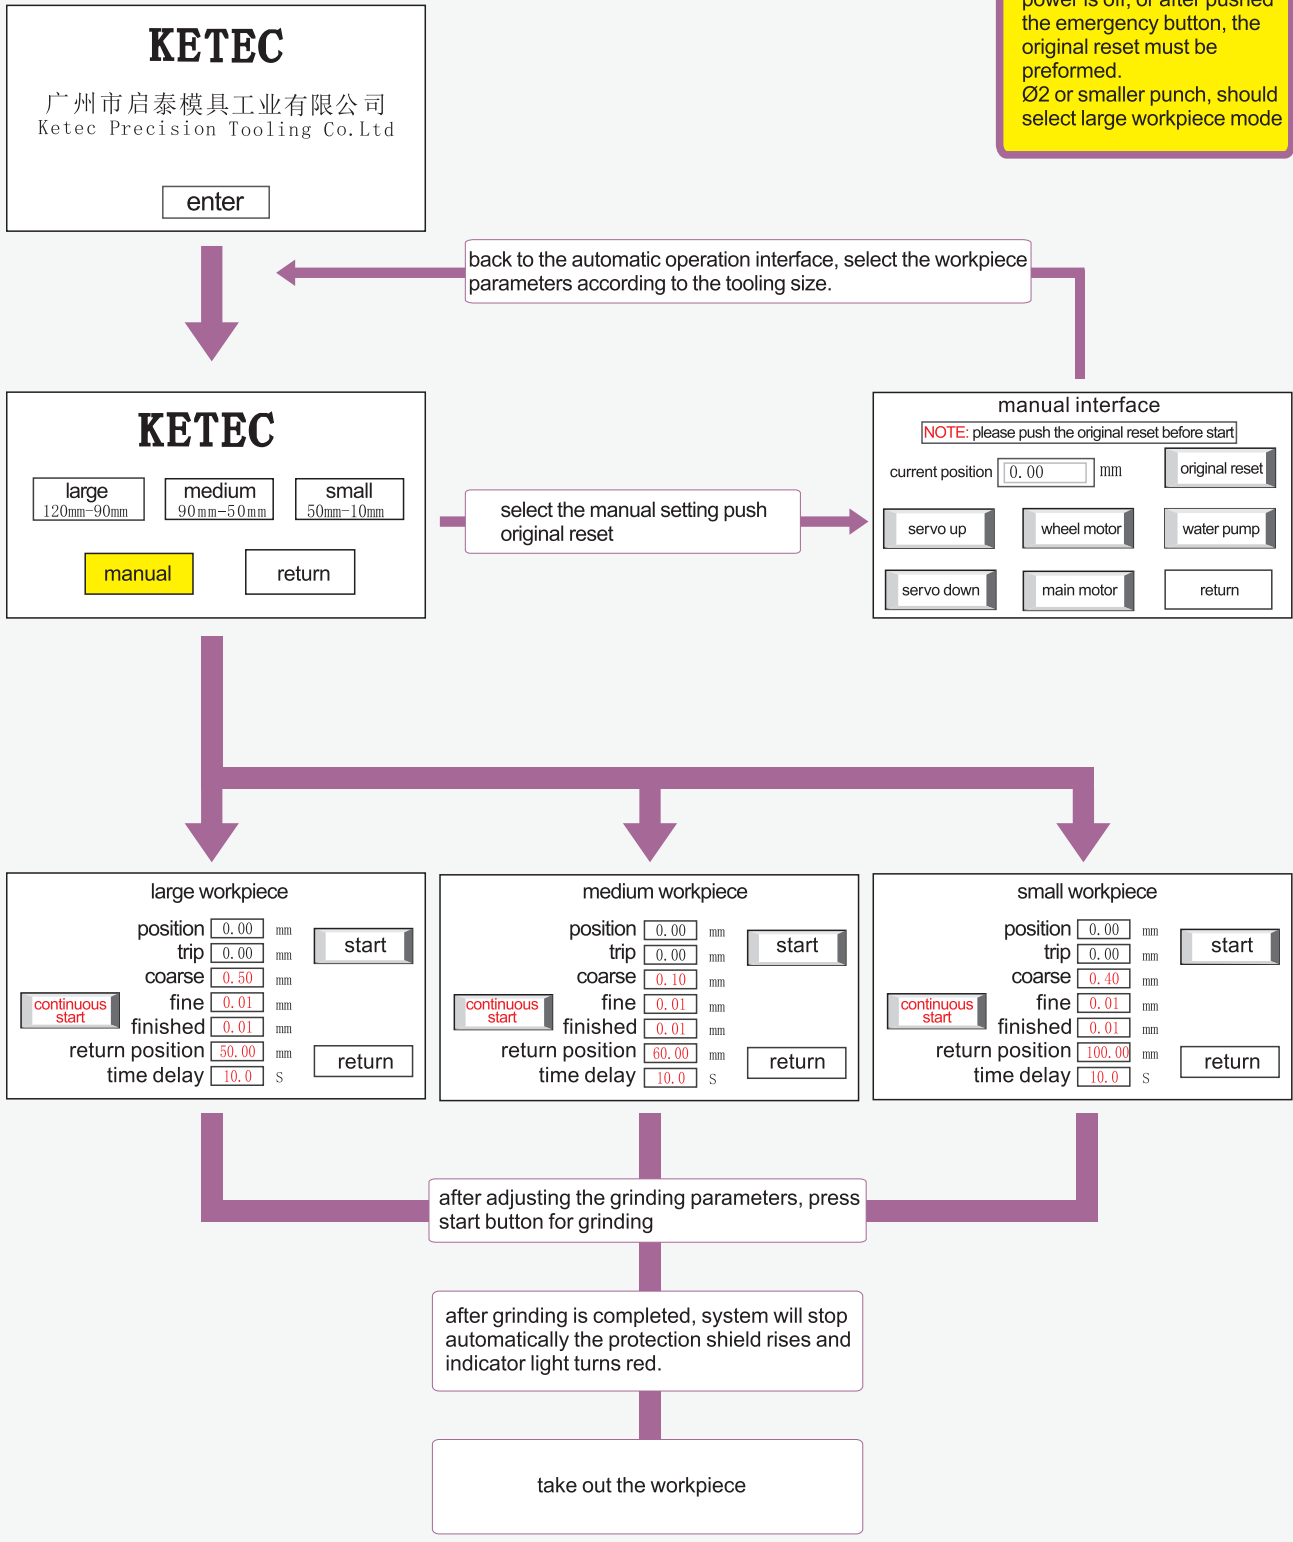 KETEC
广州市启泰模具工业有限公司
Ketec Precision Tooling Co.Ltd
enter
power is off, or after pushed
the emergency button, the
original reset must be
preformed.
Ø2 or smaller punch, should
select large workpiece mode
back to the automatic operation interface, select the workpiece
parameters according to the tooling size.
KETEC
large
120mm-90mm
medium
90mm-50mm
small
50mm-10mm
manual
return
select the manual setting push
original reset
manual interface
NOTE: please push the original reset before start
current position 0.00 mm
original reset
servo up
wheel motor
water pump
servo down
main motor
return
large workpiece
position 0.00 mm
trip 0.00 mm
coarse 0.50 mm
fine 0.01 mm
finished 0.01 mm
return position 50.00 mm
time delay 10.0 S
continuous
start
start
return
medium workpiece
position 0.00 mm
trip 0.00 mm
coarse 0.10 mm
fine 0.01 mm
finished 0.01 mm
return position 60.00 mm
time delay 10.0 S
continuous
start
start
return
small workpiece
position 0.00 mm
trip 0.00 mm
coarse 0.40 mm
fine 0.01 mm
finished 0.01 mm
return position 100.00 mm
time delay 10.0 S
continuous
start
start
return
after adjusting the grinding parameters, press
start button for grinding
after grinding is completed, system will stop
automatically the protection shield rises and
indicator light turns red.
take out the workpiece